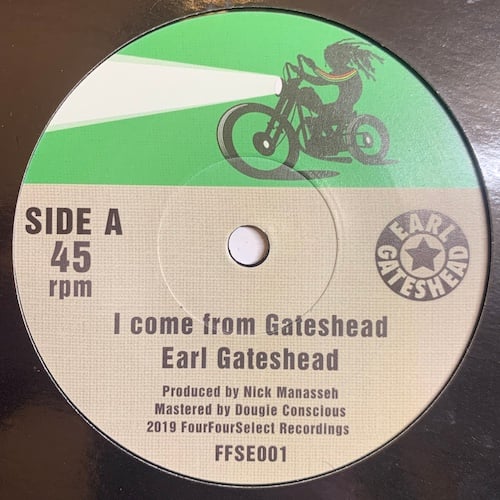 SIDE A
45
rpm
EARL
GATESHEAD
I come from Gateshead
Earl Gateshead
Produced by Nick Manasseh
Mastered by Dougie Conscious
2019 FourFourSelect Recordings
FFSE001